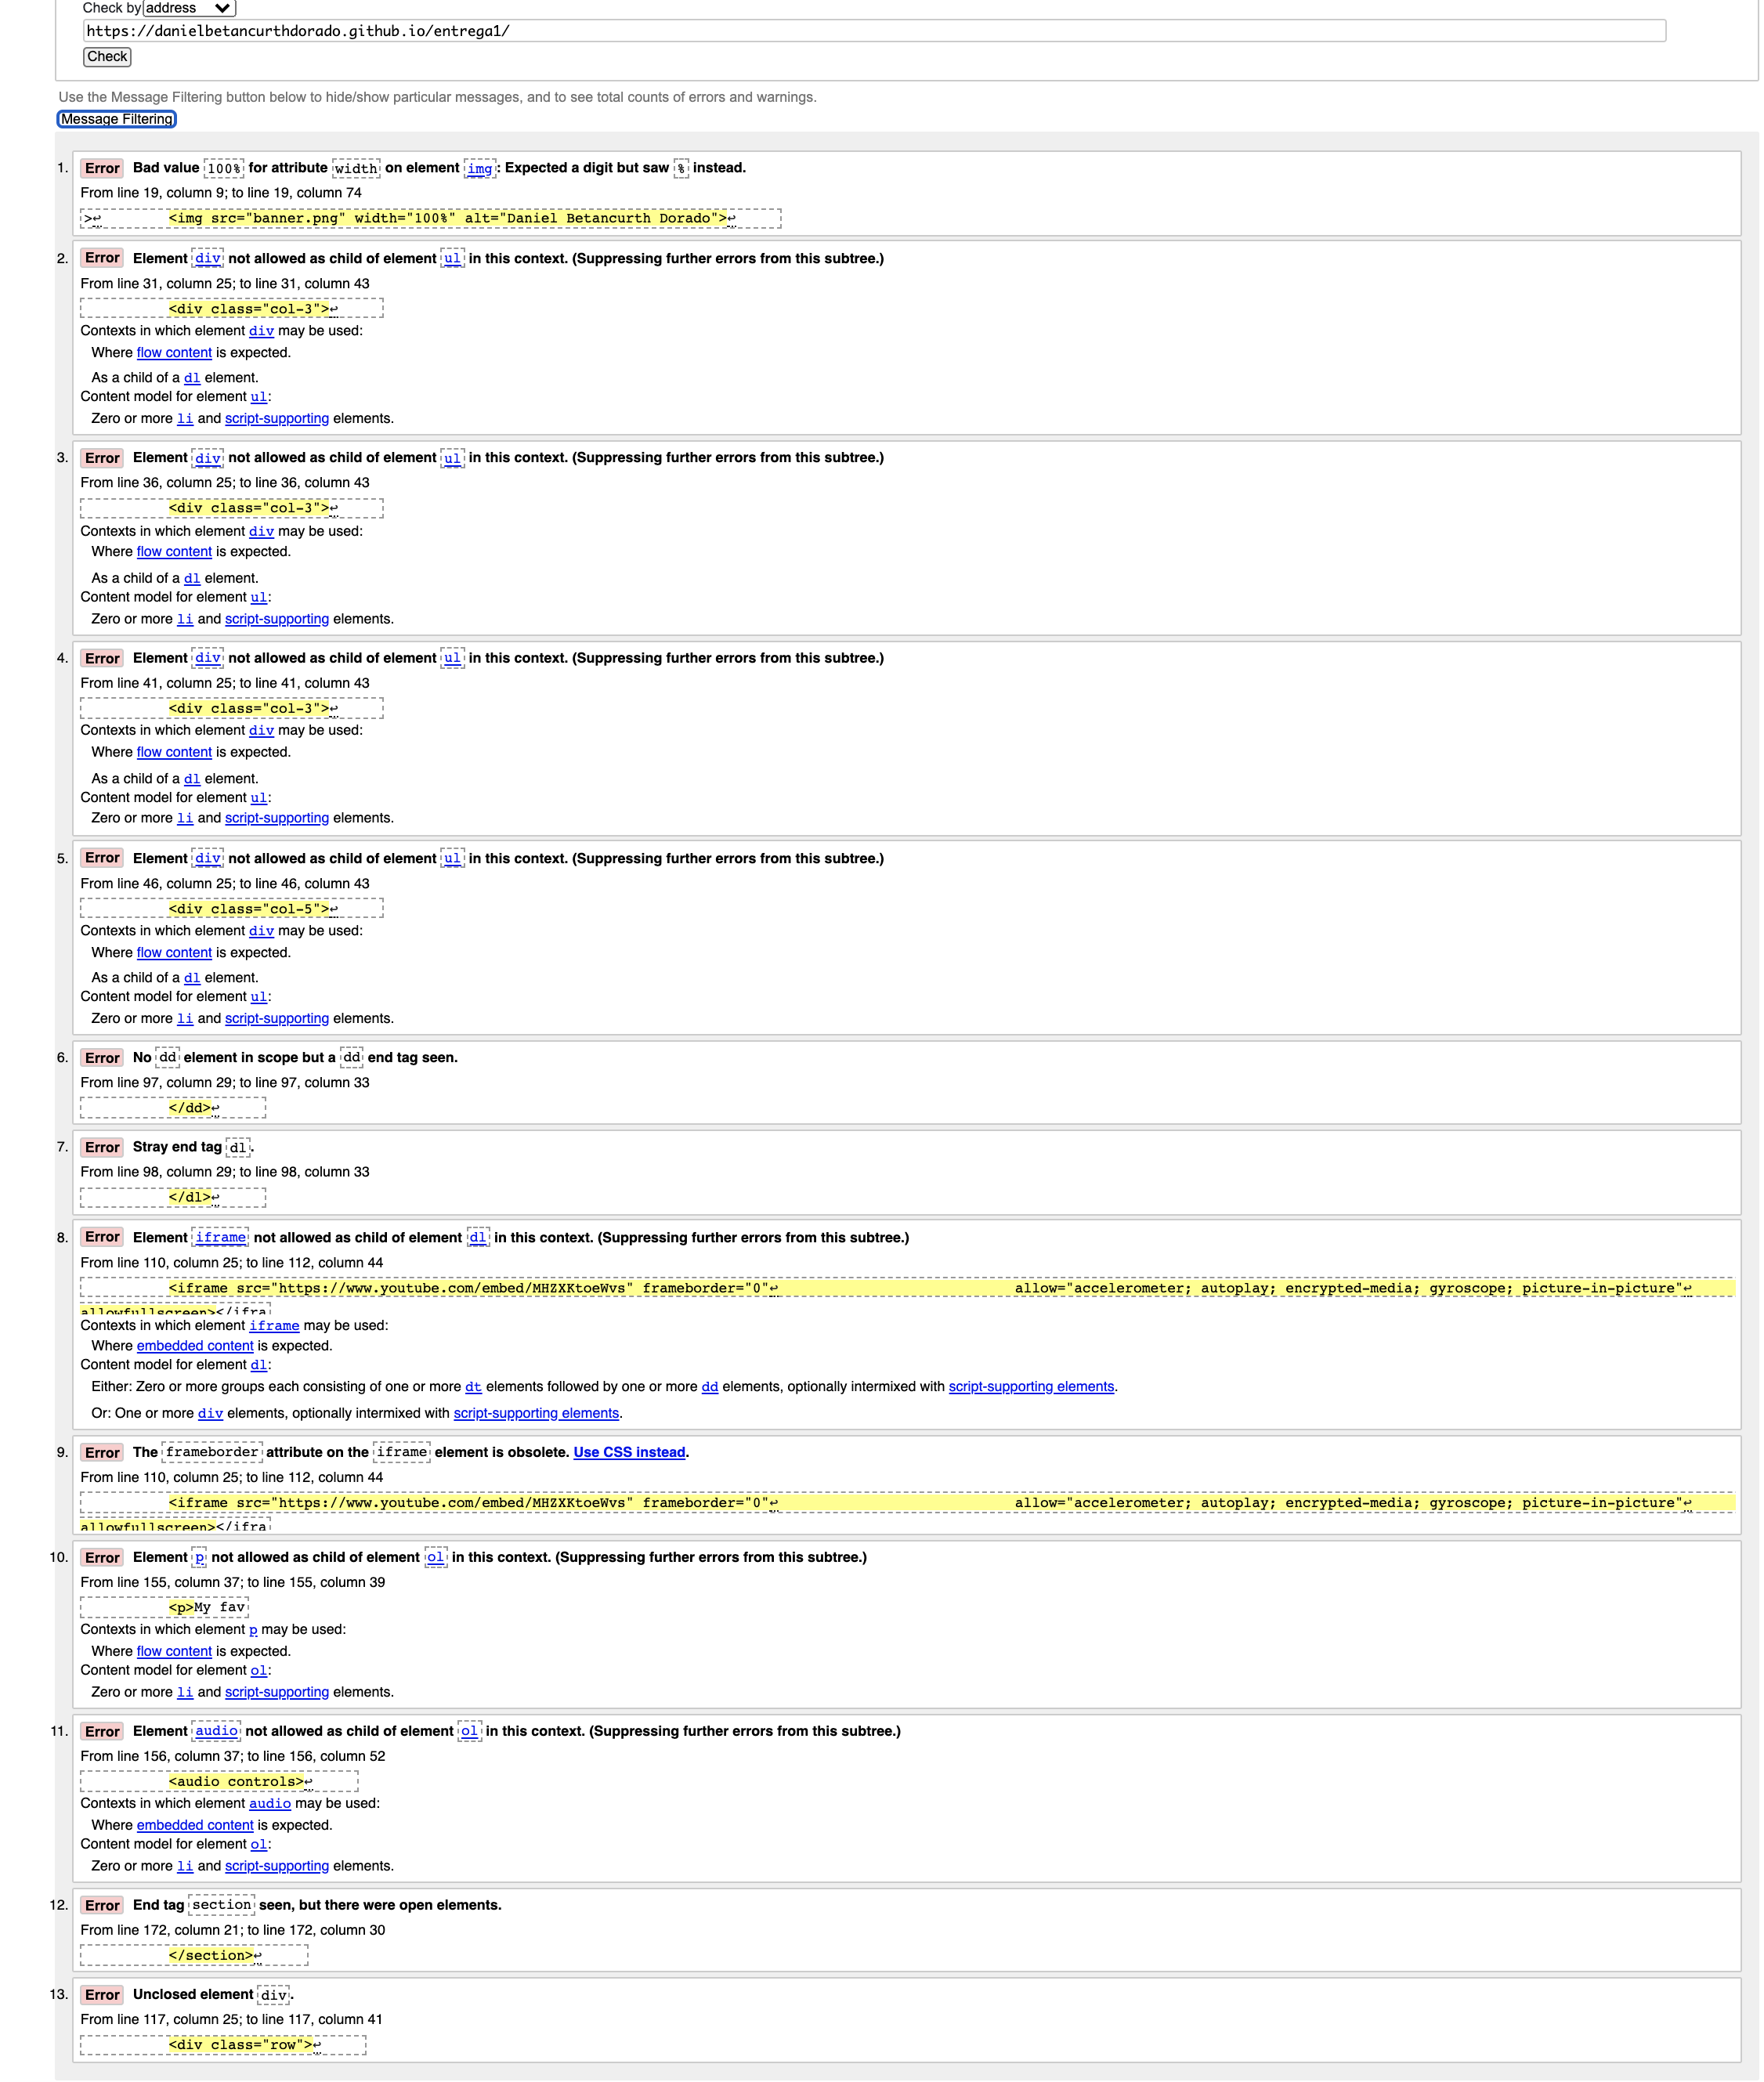 Check by address
https://danielbetancurthdorado.github.io/entrega1/
Check
Use the Message Filtering button below to hide/show particular messages, and to see total counts of errors and warnings.
Message Filtering
1. Error Bad value 100% for attribute width on element img: Expected a digit but saw % instead.
From line 19, column 9; to line 19, column 74
>↩ <img src="banner.png" width="100%" alt="Daniel Betancurth Dorado">↩
2. Error Element div not allowed as child of element ul in this context. (Suppressing further errors from this subtree.)
From line 31, column 25; to line 31, column 43
<div class="col-3">↩
Contexts in which element div may be used:
Where flow content is expected.
As a child of a dl element.
Content model for element ul:
Zero or more li and script-supporting elements.
3. Error Element div not allowed as child of element ul in this context. (Suppressing further errors from this subtree.)
From line 36, column 25; to line 36, column 43
<div class="col-3">↩
Contexts in which element div may be used:
Where flow content is expected.
As a child of a dl element.
Content model for element ul:
Zero or more li and script-supporting elements.
4. Error Element div not allowed as child of element ul in this context. (Suppressing further errors from this subtree.)
From line 41, column 25; to line 41, column 43
<div class="col-3">↩
Contexts in which element div may be used:
Where flow content is expected.
As a child of a dl element.
Content model for element ul:
Zero or more li and script-supporting elements.
5. Error Element div not allowed as child of element ul in this context. (Suppressing further errors from this subtree.)
From line 46, column 25; to line 46, column 43
<div class="col-5">↩
Contexts in which element div may be used:
Where flow content is expected.
As a child of a dl element.
Content model for element ul:
Zero or more li and script-supporting elements.
6. Error No dd element in scope but a dd end tag seen.
From line 97, column 29; to line 97, column 33
</dd>↩
7. Error Stray end tag dl.
From line 98, column 29; to line 98, column 33
</dl>↩
8. Error Element iframe not allowed as child of element dl in this context. (Suppressing further errors from this subtree.)
From line 110, column 25; to line 112, column 44
<iframe src="https://www.youtube.com/embed/MHZXKtoeWvs" frameborder="0"↩ allow="accelerometer; autoplay; encrypted-media; gyroscope; picture-in-picture"↩
allowfullscreen></ifra
Contexts in which element iframe may be used:
Where embedded content is expected.
Content model for element dl:
Either: Zero or more groups each consisting of one or more dt elements followed by one or more dd elements, optionally intermixed with script-supporting elements.
Or: One or more div elements, optionally intermixed with script-supporting elements.
9. Error The frameborder attribute on the iframe element is obsolete. Use CSS instead.
From line 110, column 25; to line 112, column 44
<iframe src="https://www.youtube.com/embed/MHZXKtoeWvs" frameborder="0"↩ allow="accelerometer; autoplay; encrypted-media; gyroscope; picture-in-picture"↩
allowfullscreen></ifra
10. Error Element p not allowed as child of element ol in this context. (Suppressing further errors from this subtree.)
From line 155, column 37; to line 155, column 39
<p>My fav
Contexts in which element p may be used:
Where flow content is expected.
Content model for element ol:
Zero or more li and script-supporting elements.
11. Error Element audio not allowed as child of element ol in this context. (Suppressing further errors from this subtree.)
From line 156, column 37; to line 156, column 52
<audio controls>↩
Contexts in which element audio may be used:
Where embedded content is expected.
Content model for element ol:
Zero or more li and script-supporting elements.
12. Error End tag section seen, but there were open elements.
From line 172, column 21; to line 172, column 30
</section>↩
13. Error Unclosed element div.
From line 117, column 25; to line 117, column 41
<div class="row">↩